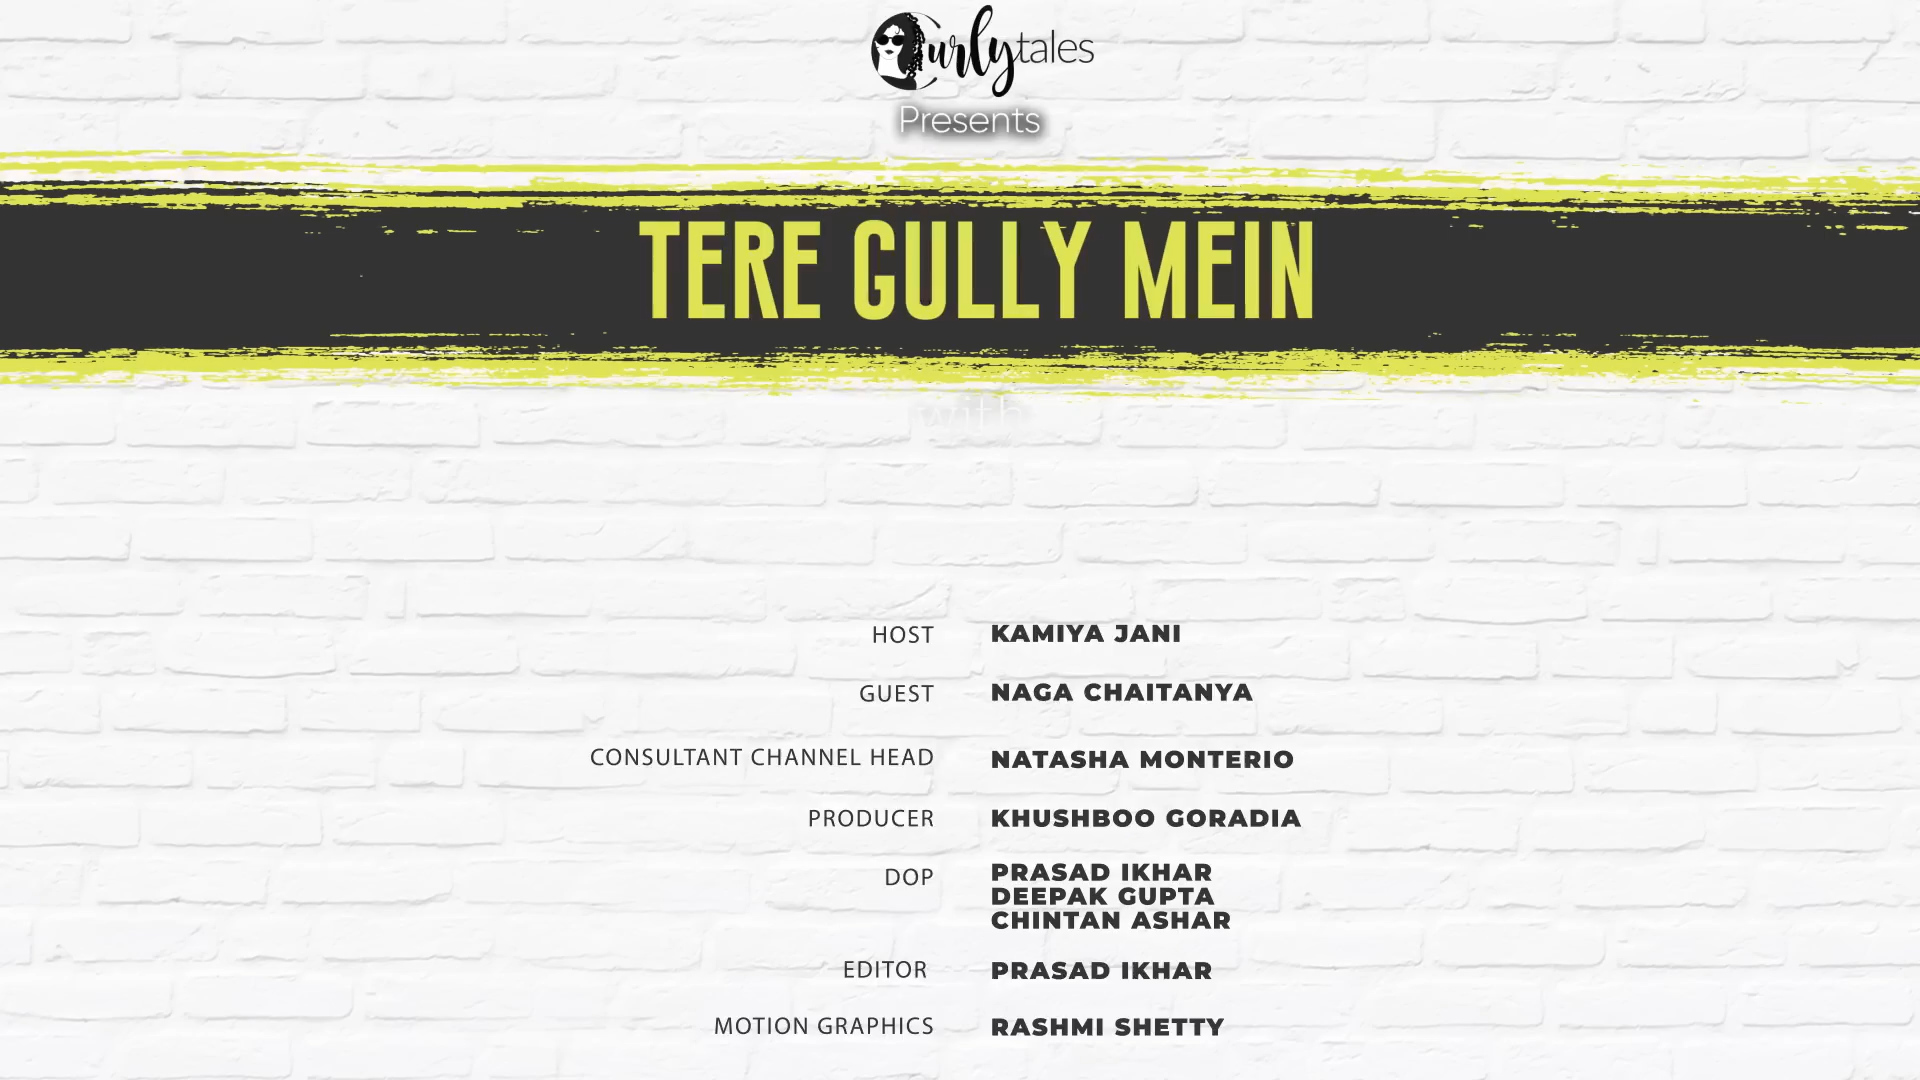 Curlytales
Presents
TERE GULLY MEIN
with
HOST KAMIYA JANI
GUEST NAGA CHAITANYA
CONSULTANT CHANNEL HEAD NATASHA MONTERIO
PRODUCER KHUSHBOO GORADIA
DOP PRASAD IKHAR
DEEPAK GUPTA
CHINTAN ASHAR
EDITOR PRASAD IKHAR
MOTION GRAPHICS RASHMI SHETTY